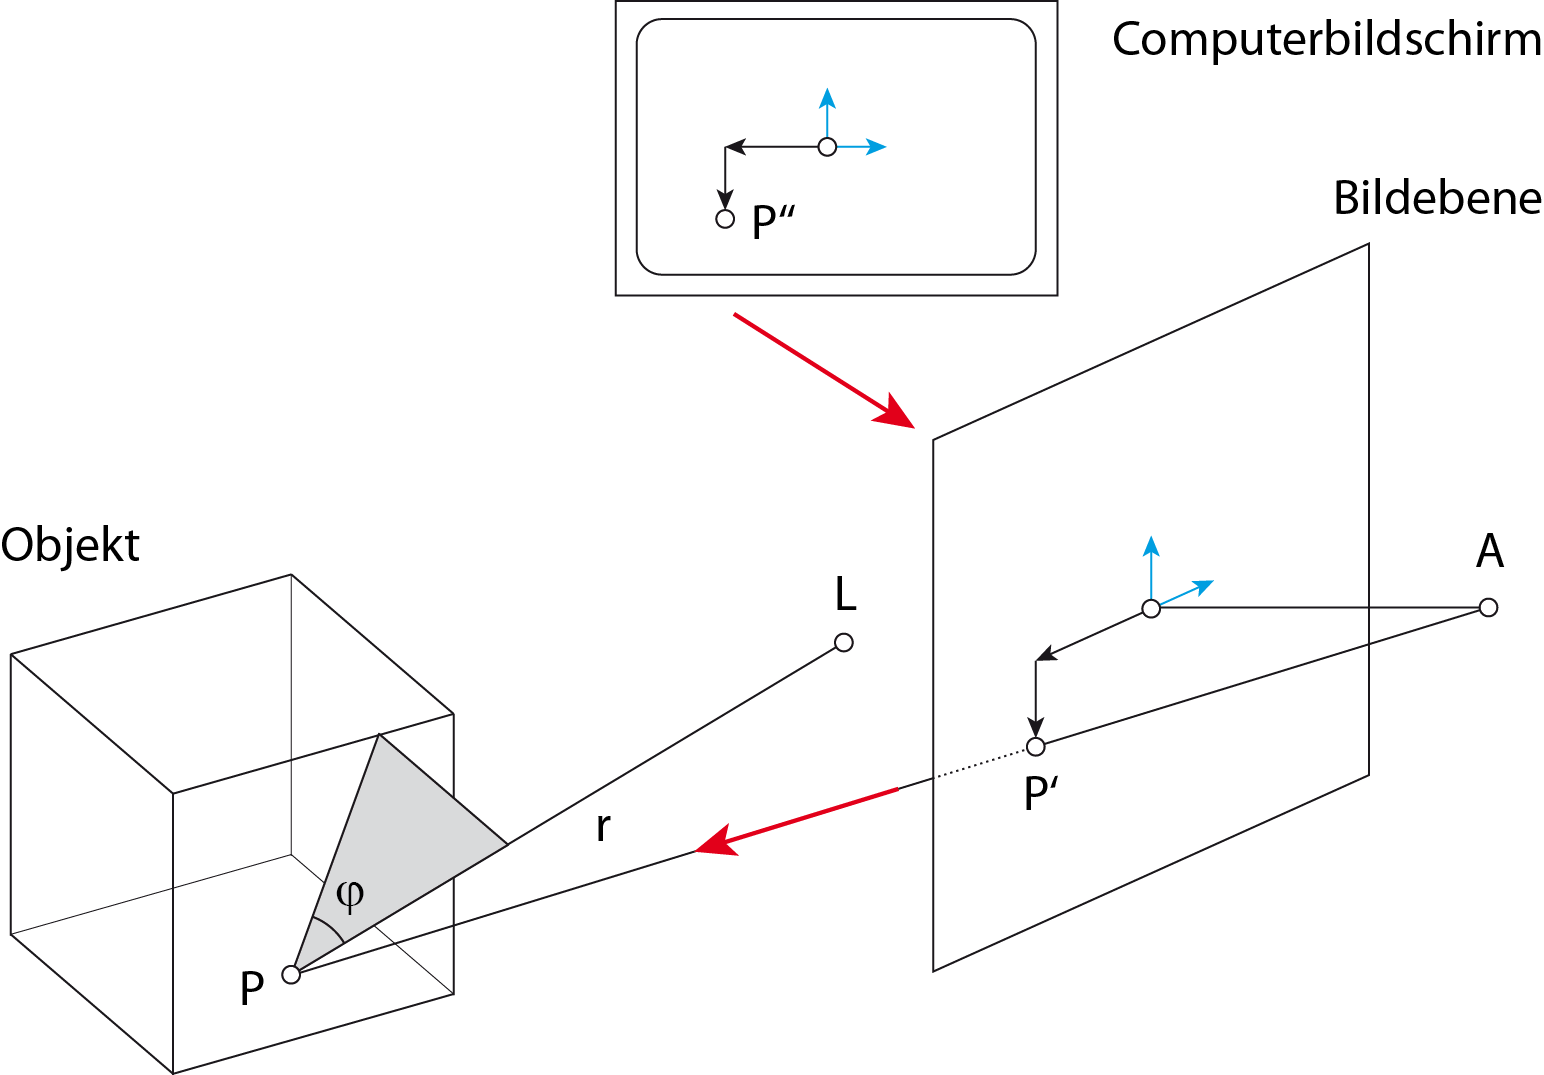 Computerbildschirm
Bildebene
P“
Objekt
A
L
P‘
r
φ
P